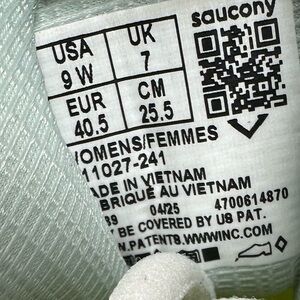 saucony
USA UK
9 W 7
EUR CM
40.5 25.5
OMENS/FEMMES
11027-241
ADE IN VIETNAM
BRIQUÉ AU VIETNAM
04/25 4700614870
BE COVERED BY US PAT.
N.PATENTS.WWWINC.COM